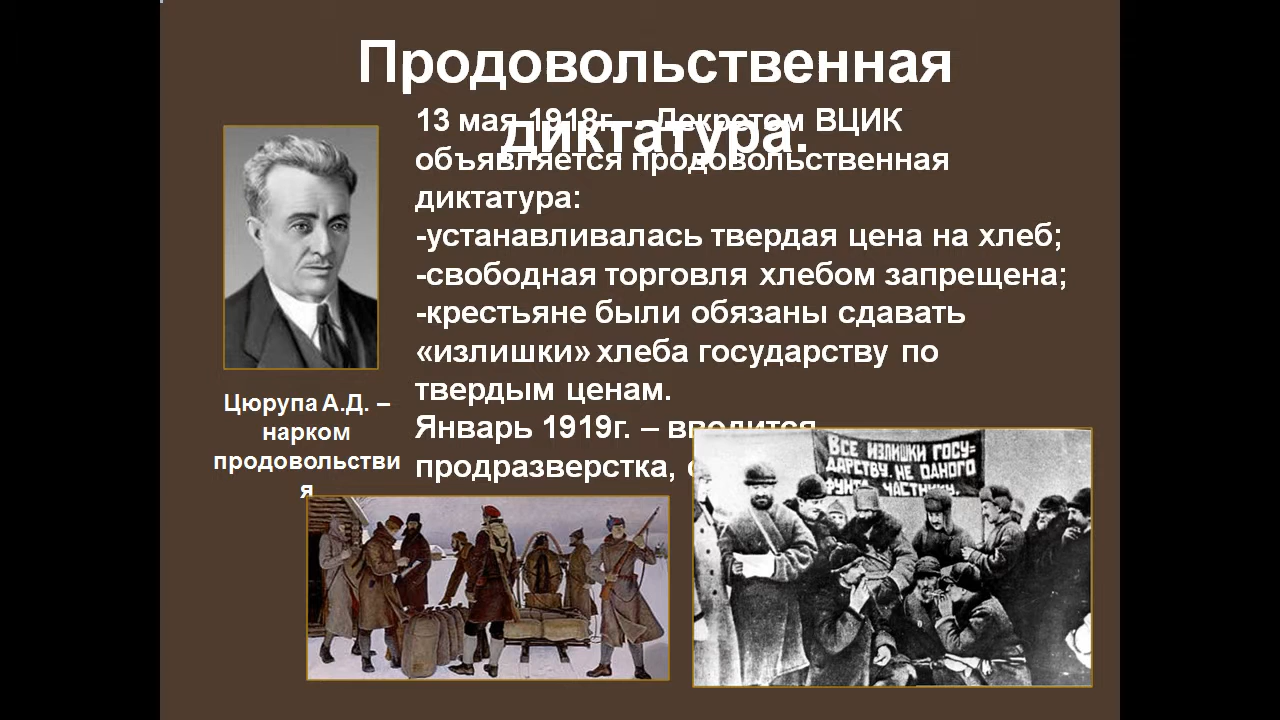 Продовольственная
диктатура.
13 мая 1918г. - Декретом ВЦИК
объявляется продовольственная
диктатура:
-устанавливалась твердая цена на хлеб;
-свободная торговля хлебом запрещена;
-крестьяне были обязаны сдавать
«излишки» хлеба государству по
твердым ценам.
Январь 1919г. – вводится
продразверстка,
Цюрупа А.Д. –
нарком
продовольстви
я
ВСЕ ИЗЛИШКИ ГОСУ=
ДАРСТВУ. НЕ ОДНОГО
ФУНТА ЧАСТНИКУ.